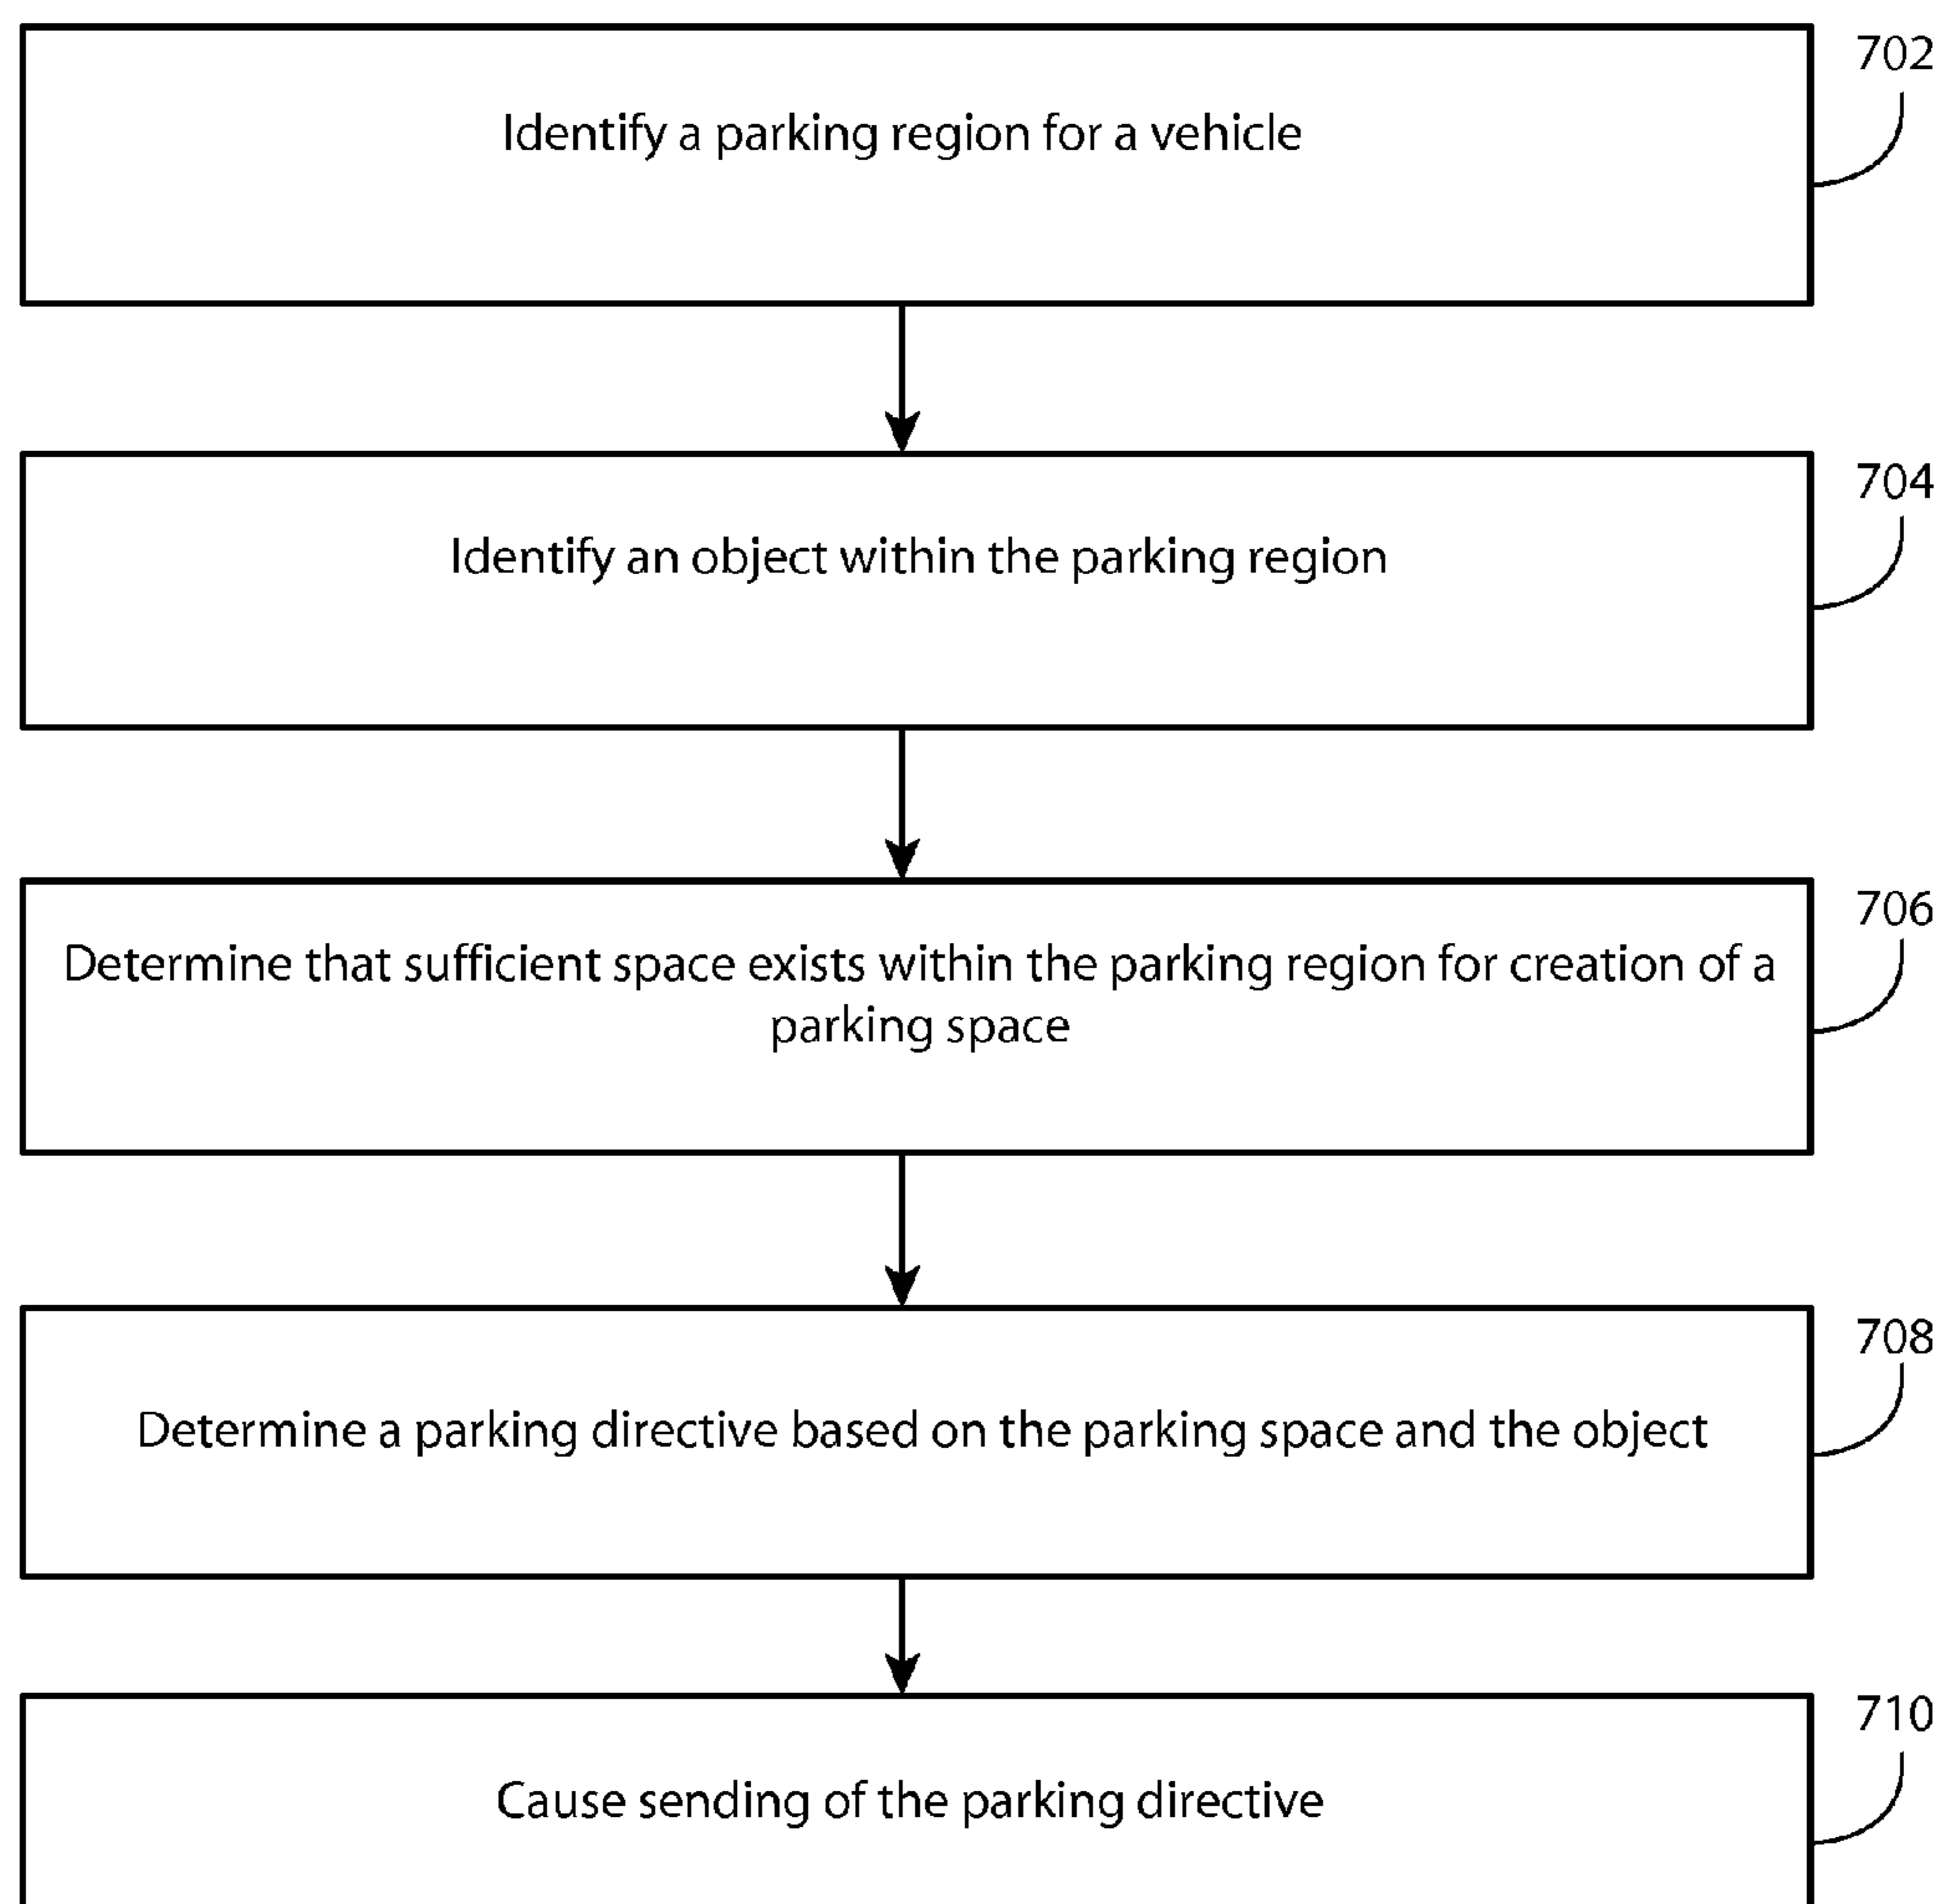 702
Identify a parking region for a vehicle
704
Identify an object within the parking region
706
Determine that sufficient space exists within the parking region for creation of a
parking space
708
Determine a parking directive based on the parking space and the object
710
Cause sending of the parking directive